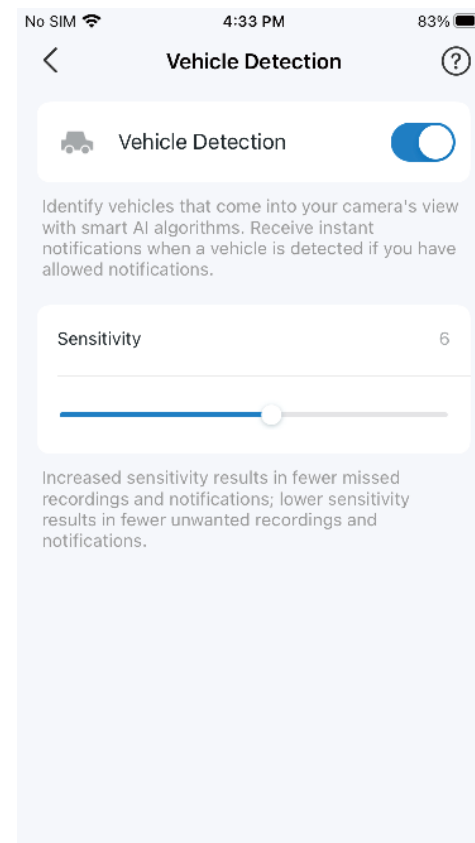 No SIM 4:33 PM 83%
Vehicle Detection ?
Vehicle Detection
Identify vehicles that come into your camera's view
with smart AI algorithms. Receive instant
notifications when a vehicle is detected if you have
allowed notifications.
Sensitivity 6
Increased sensitivity results in fewer missed
recordings and notifications; lower sensitivity
results in fewer unwanted recordings and
notifications.